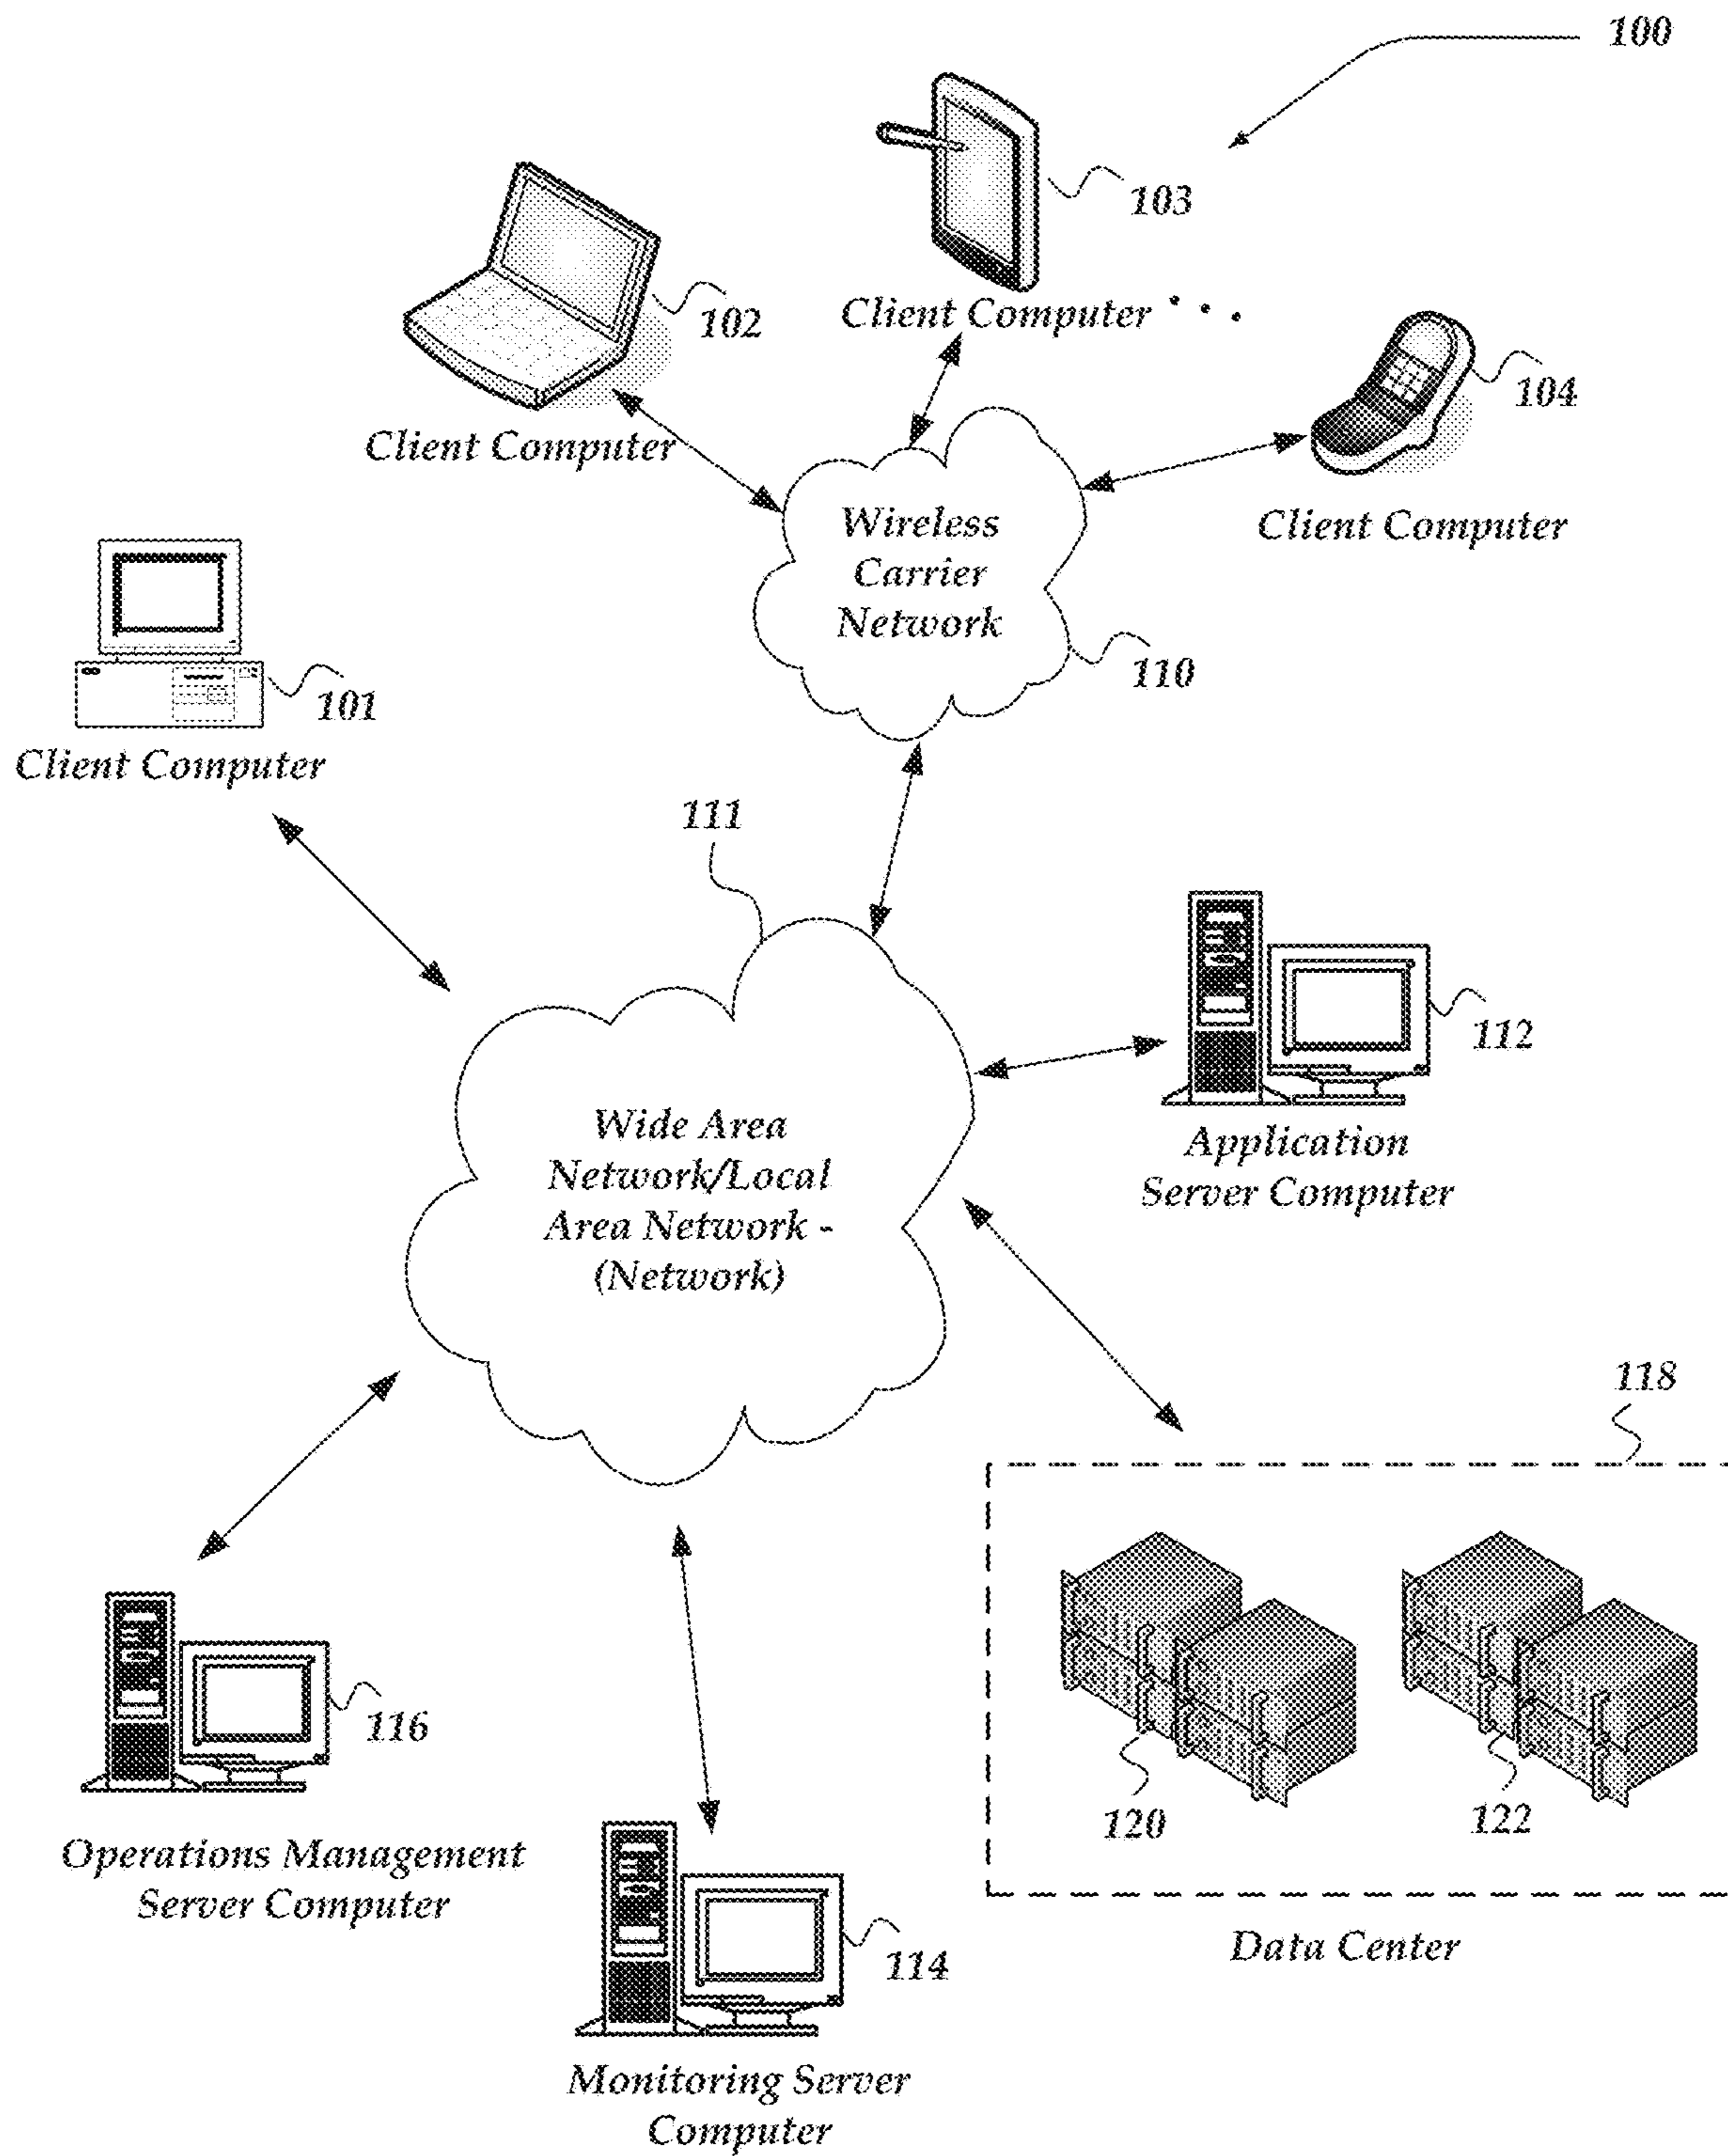 100
103
102
Client Computer
104
Client Computer
Client Computer
Wireless
Carrier
Network
110
101
Client Computer
111
112
Wide Area
Network/Local
Area Network -
(Network)
Application
Server Computer
118
116
120
122
Operations Management
Server Computer
114
Data Center
Monitoring Server
Computer